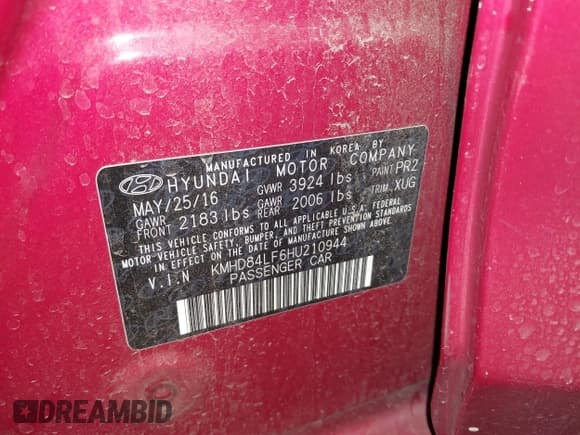 MANUFACTURED IN KOREA BY
HYUNDAI MOTOR COMPANY
MAY/25/16 GVWR 3924 lbs PAINT PR2
GAWR FRONT 2183 lbs GAWR REAR 2006 lbs TRIM XUG
THIS VEHICLE CONFORMS TO ALL APPLICABLE U.S.A. FEDERAL
MOTOR VEHICLE SAFETY, BUMPER, AND THEFT PREVENTION STANDARDS
IN EFFECT ON THE DATE OF MANUFACTURE SHOWN ABOVE.
V.I.N KMHD84LF6HU210944
PASSENGER CAR
DREAMBID